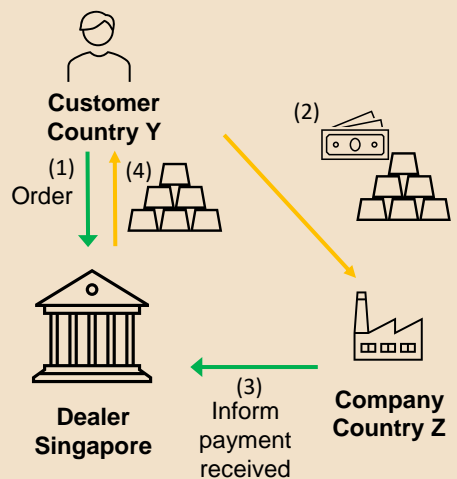 Customer
Country Y
(1)
Order
(4)
(2)
Dealer
Singapore
(3)
Inform
payment
received
Company
Country Z